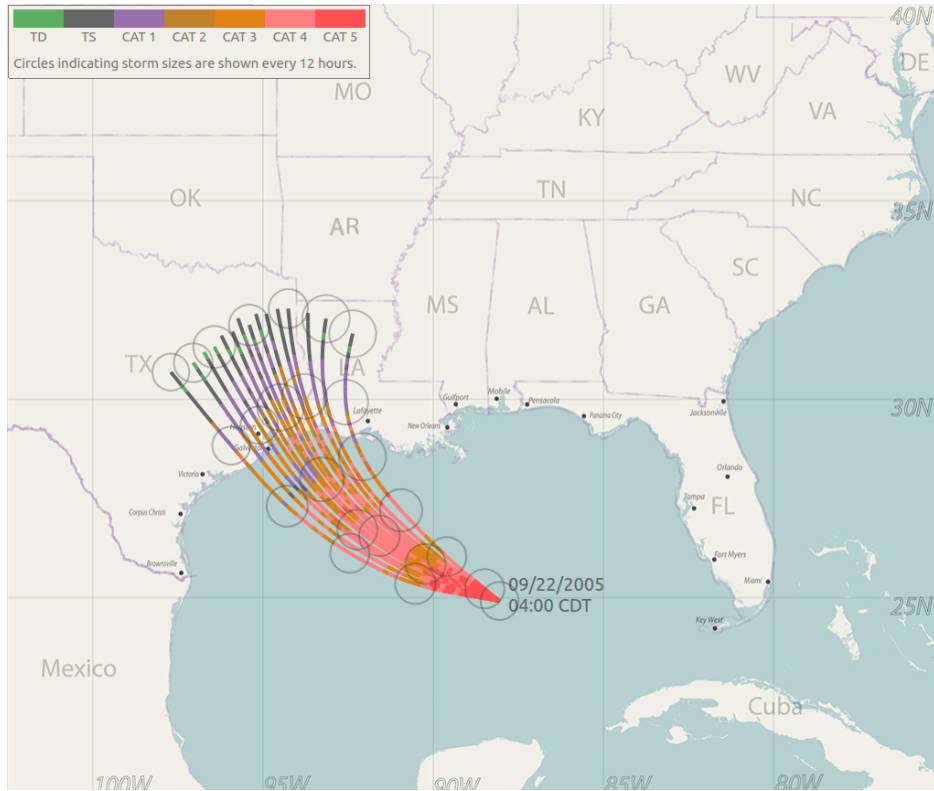 TD TS CAT 1 CAT 2 CAT 3 CAT 4 CAT 5
Circles indicating storm sizes are shown every 12 hours.
40N
DE
WV
MO
VA
KY
TN
OK
NC
35N
AR
SC
MS
AL
GA
TX
LA
Mobile
Gulfport
Pensacola
30N
Lafayette
Panama City
Jacksonville
New Orleans
Victoria
Orlando
Tampa
FL
Corpus Christi
Fort Myers
Brownsville
Miami
09/22/2005
04:00 CDT
25N
Key West
Mexico
Cuba
100W
95W
90W
85W
80W